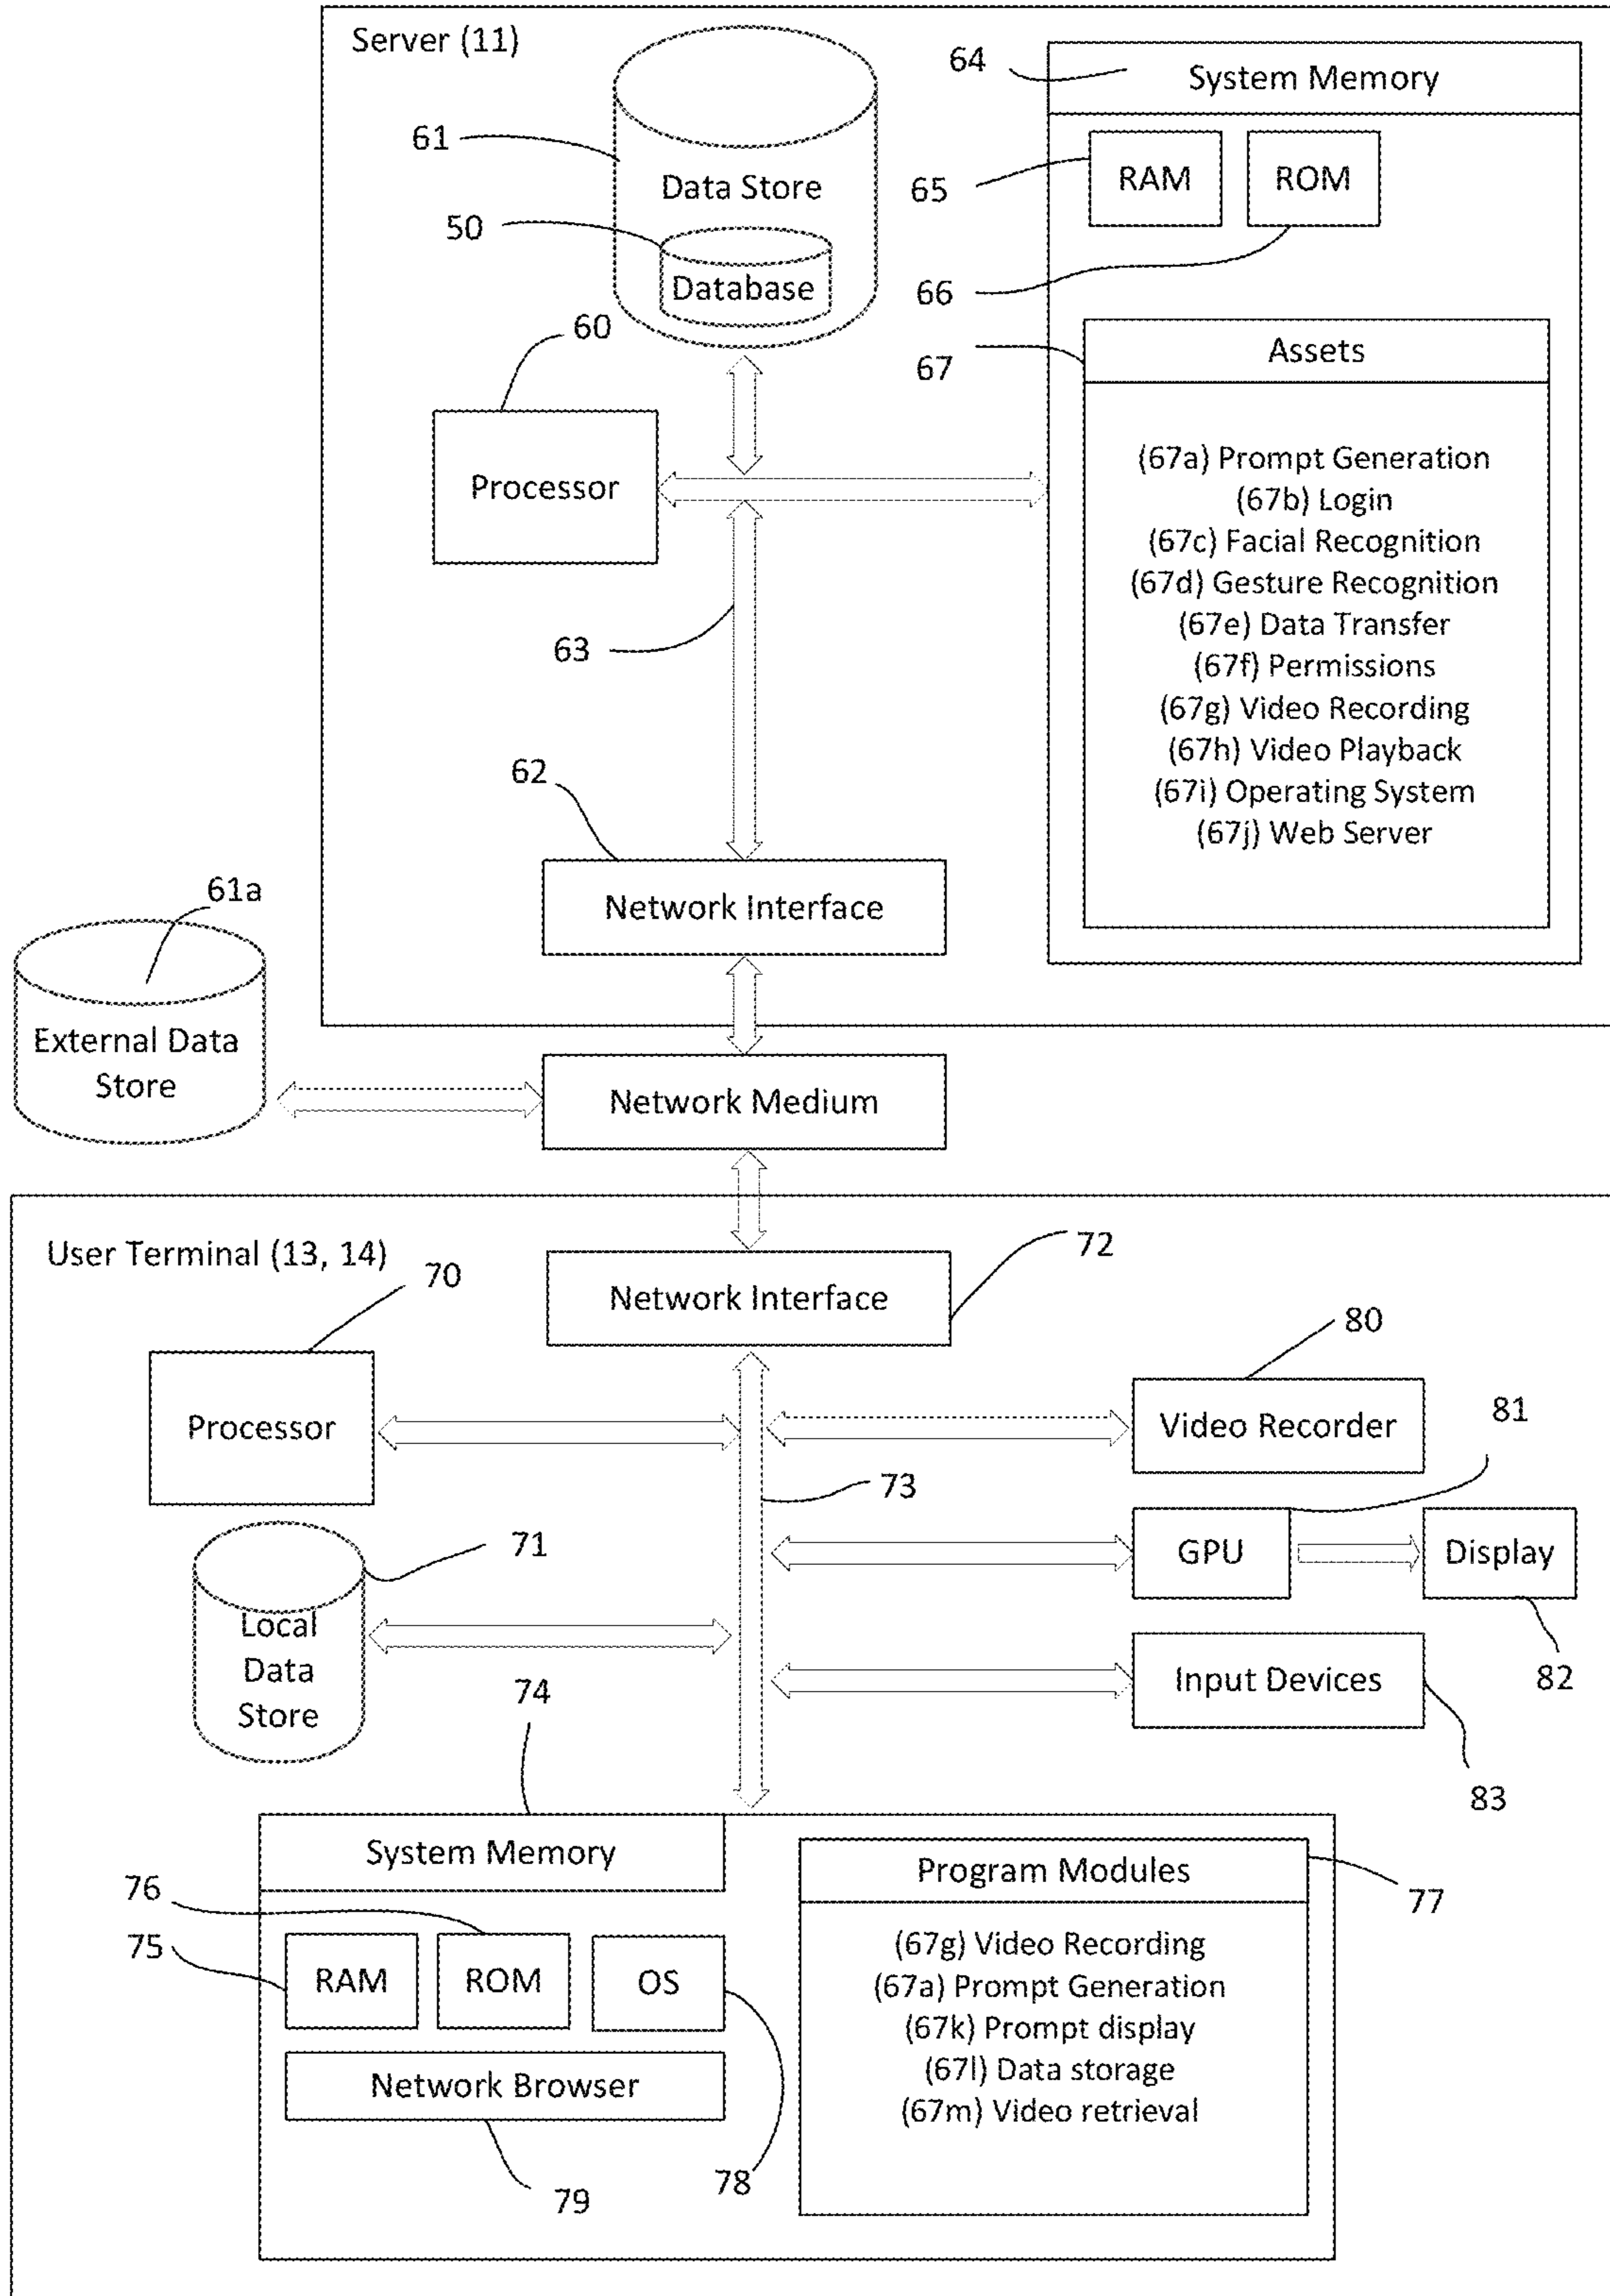 Server (11)
64
System Memory
61
Data Store
65
RAM
ROM
50
Database
66
60
67
Assets
Processor
(67a) Prompt Generation
(67b) Login
(67c) Facial Recognition
(67d) Gesture Recognition
(67e) Data Transfer
(67f) Permissions
(67g) Video Recording
(67h) Video Playback
(67i) Operating System
(67j) Web Server
63
62
Network Interface
61a
External Data
Store
Network Medium
User Terminal (13, 14)
70
Network Interface
72
80
Processor
Video Recorder
81
73
71
GPU
Display
Local
Data
Store
Input Devices
82
74
83
System Memory
Program Modules
76
77
75
RAM
ROM
OS
(67g) Video Recording
(67a) Prompt Generation
(67k) Prompt display
(67l) Data storage
(67m) Video retrieval
Network Browser
78
79